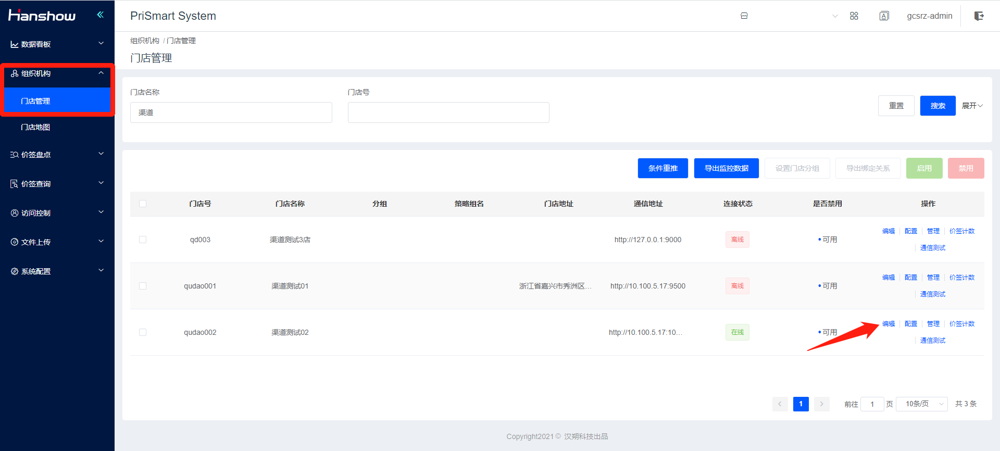 Hanshow
PriSmart System
gcsrz-admin
数据看板
组织机构
门店管理
门店地图
价签盘点
价签查询
访问控制
文件上传
系统配置
组织机构 / 门店管理
门店管理
门店名称 门店号
渠道
重置 搜索 展开
条件重推 导出监控数据 设置门店分组 导出绑定关系 启用 禁用
门店号 门店名称 分组 策略组名 门店地址 通信地址 连接状态 是否禁用 操作
qd003 渠道测试3店 http://127.0.0.1:9000 离线 可用 编辑 配置 管理 价签计数
通信测试
qudao001 渠道测试01 浙江省嘉兴市秀洲区... http://10.100.5.17:9500 离线 可用 编辑 配置 管理 价签计数
通信测试
qudao002 渠道测试02 http://10.100.5.17:10... 在线 可用 编辑 配置 管理 价签计数
通信测试
1 前往 1 页 10条/页 共 3 条
Copyright2021© 汉朔科技出品